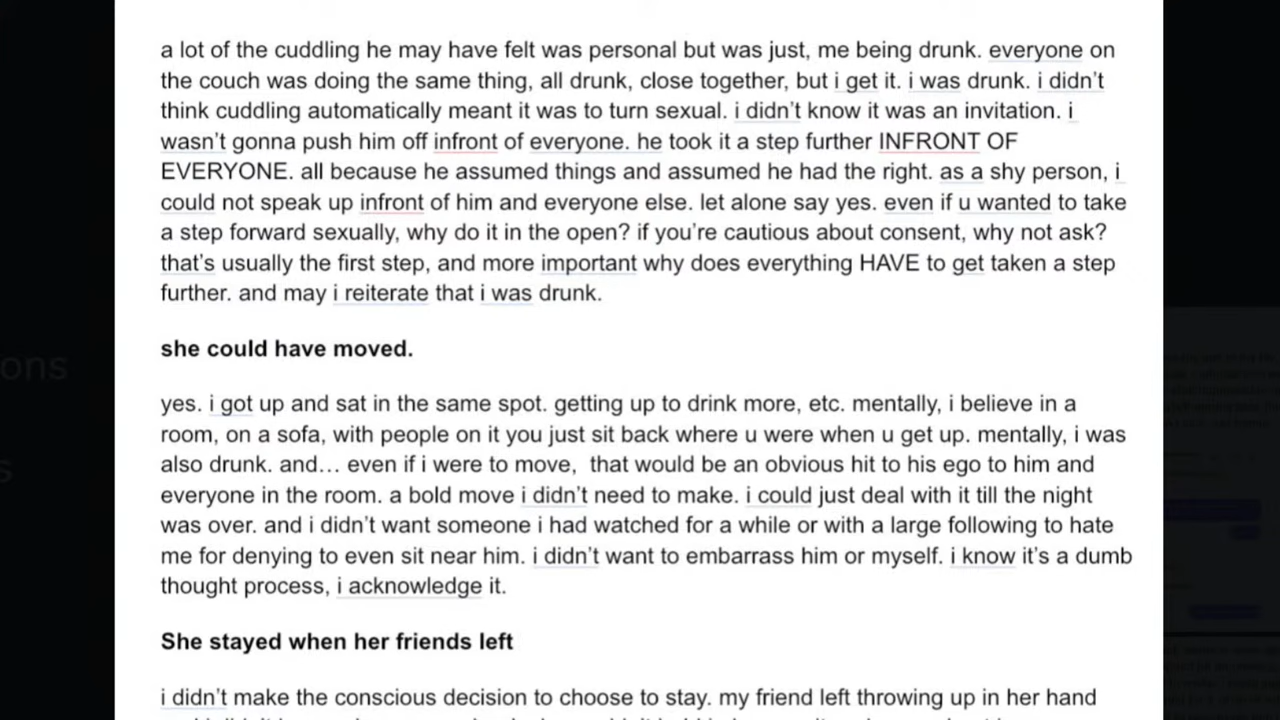 a lot of the cuddling he may have felt was personal but was just, me being drunk. everyone on
the couch was doing the same thing, all drunk, close together, but i get it. i was drunk. i didn't
think cuddling automatically meant it was to turn sexual. i didn't know it was an invitation. i
wasn't gonna push him off infront of everyone. he took it a step further INFRONT OF
EVERYONE. all because he assumed things and assumed he had the right. as a shy person, i
could not speak up infront of him and everyone else. let alone say yes. even if u wanted to take
a step forward sexually, why do it in the open? if you're cautious about consent, why not ask?
that's usually the first step, and more important why does everything HAVE to get taken a step
further. and may i reiterate that i was drunk.
she could have moved.
yes. i got up and sat in the same spot. getting up to drink more, etc. mentally, i believe in a
room, on a sofa, with people on it you just sit back where u were when u get up. mentally, i was
also drunk. and… even if i were to move, that would be an obvious hit to his ego to him and
everyone in the room. a bold move i didn't need to make. i could just deal with it till the night
was over. and i didn't want someone i had watched for a while or with a large following to hate
me for denying to even sit near him. i didn't want to embarrass him or myself. i know it's a dumb
thought process, i acknowledge it.
She stayed when her friends left
i didn't make the conscious decision to choose to stay. my friend left throwing up in her hand
ons
s